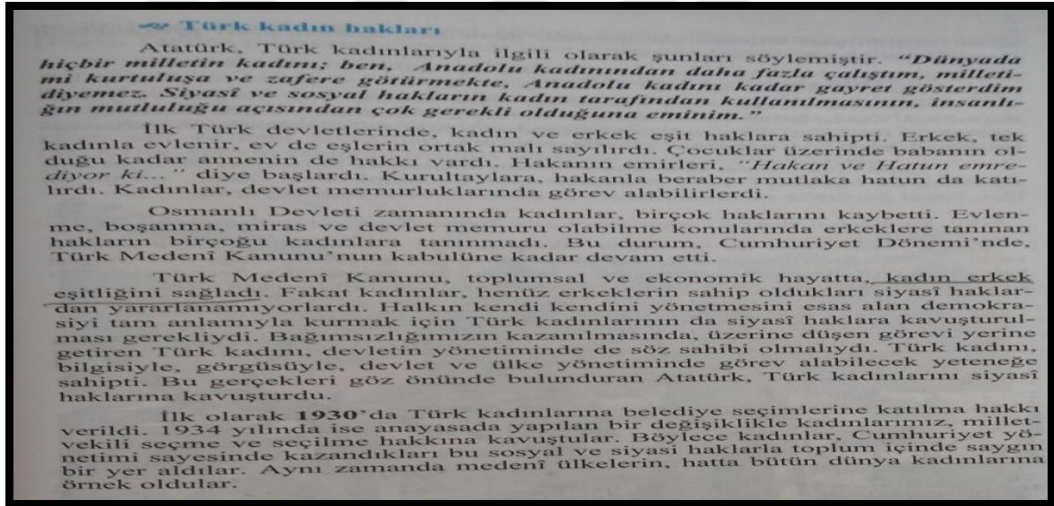 Türk kadın hakları
Atatürk, Türk kadınlarıyla ilgili olarak şunları söylemiştir. “Dünyada
hiçbir milletin kadını; ben, Anadolu kadınından daha fazla çalıştım, milleti-
mi kurtuluşa ve zafere götürmekte, Anadolu kadını kadar gayret gösterdim
diyemez. Siyasî ve sosyal hakların kadın tarafından kullanılmasının, insanlı-
ğın mutluluğu açısından çok gerekli olduğuna eminim.”
İlk Türk devletlerinde, kadın ve erkek eşit haklara sahipti. Erkek, tek
kadınla evlenir, ev de eşlerin ortak malı sayılırdı. Çocuklar üzerinde babanın ol-
duğu kadar annenin de hakkı vardı. Hakanın emirleri, “Hakan ve Hatun emre-
diyor ki...” diye başlardı. Kurultaylara, hakanla beraber mutlaka hatun da katı-
lırdı. Kadınlar, devlet memurluklarında görev alabilirlerdi.
Osmanlı Devleti zamanında kadınlar, birçok haklarını kaybetti. Evlen-
me, boşanma, miras ve devlet memuru olabilme konularında erkeklere tanınan
hakların birçoğu kadınlara tanınmadı. Bu durum, Cumhuriyet Dönemi’nde,
Türk Medenî Kanunu’nun kabulüne kadar devam etti.
Türk Medenî Kanunu, toplumsal ve ekonomik hayatta, kadın erkek
eşitliğini sağladı. Fakat kadınlar, henüz erkeklerin sahip oldukları siyasî haklar-
dan yararlanamıyorlardı. Halkın kendi kendini yönetmesini esas alan demokra-
siyi tam anlamıyla kurmak için Türk kadınlarının da siyasî haklara kavuşturul-
ması gerekliydi. Bağımsızlığımızın kazanılmasında, üzerine düşen görevi yerine
getiren Türk kadını, devletin yönetiminde de söz sahibi olmalıydı. Türk kadını,
bilgisiyle, görgüsüyle, devlet ve ülke yönetiminde görev alabilecek yeteneğe
sahipti. Bu gerçekleri göz önünde bulunduran Atatürk, Türk kadınlarını siyasî
haklarına kavuşturdu.
İlk olarak 1930’da Türk kadınlarına belediye seçimlerine katılma hakkı
verildi. 1934 yılında ise anayasada yapılan bir değişiklikle kadınlarımız, millet-
vekili seçme ve seçilme hakkına kavuştular. Böylece kadınlar, Cumhuriyet yö-
netimi sayesinde kazandıkları bu sosyal ve siyasi haklarla toplum içinde saygın
bir yer aldılar. Aynı zamanda medenî ülkelerin, hatta bütün dünya kadınlarına
örnek oldular.